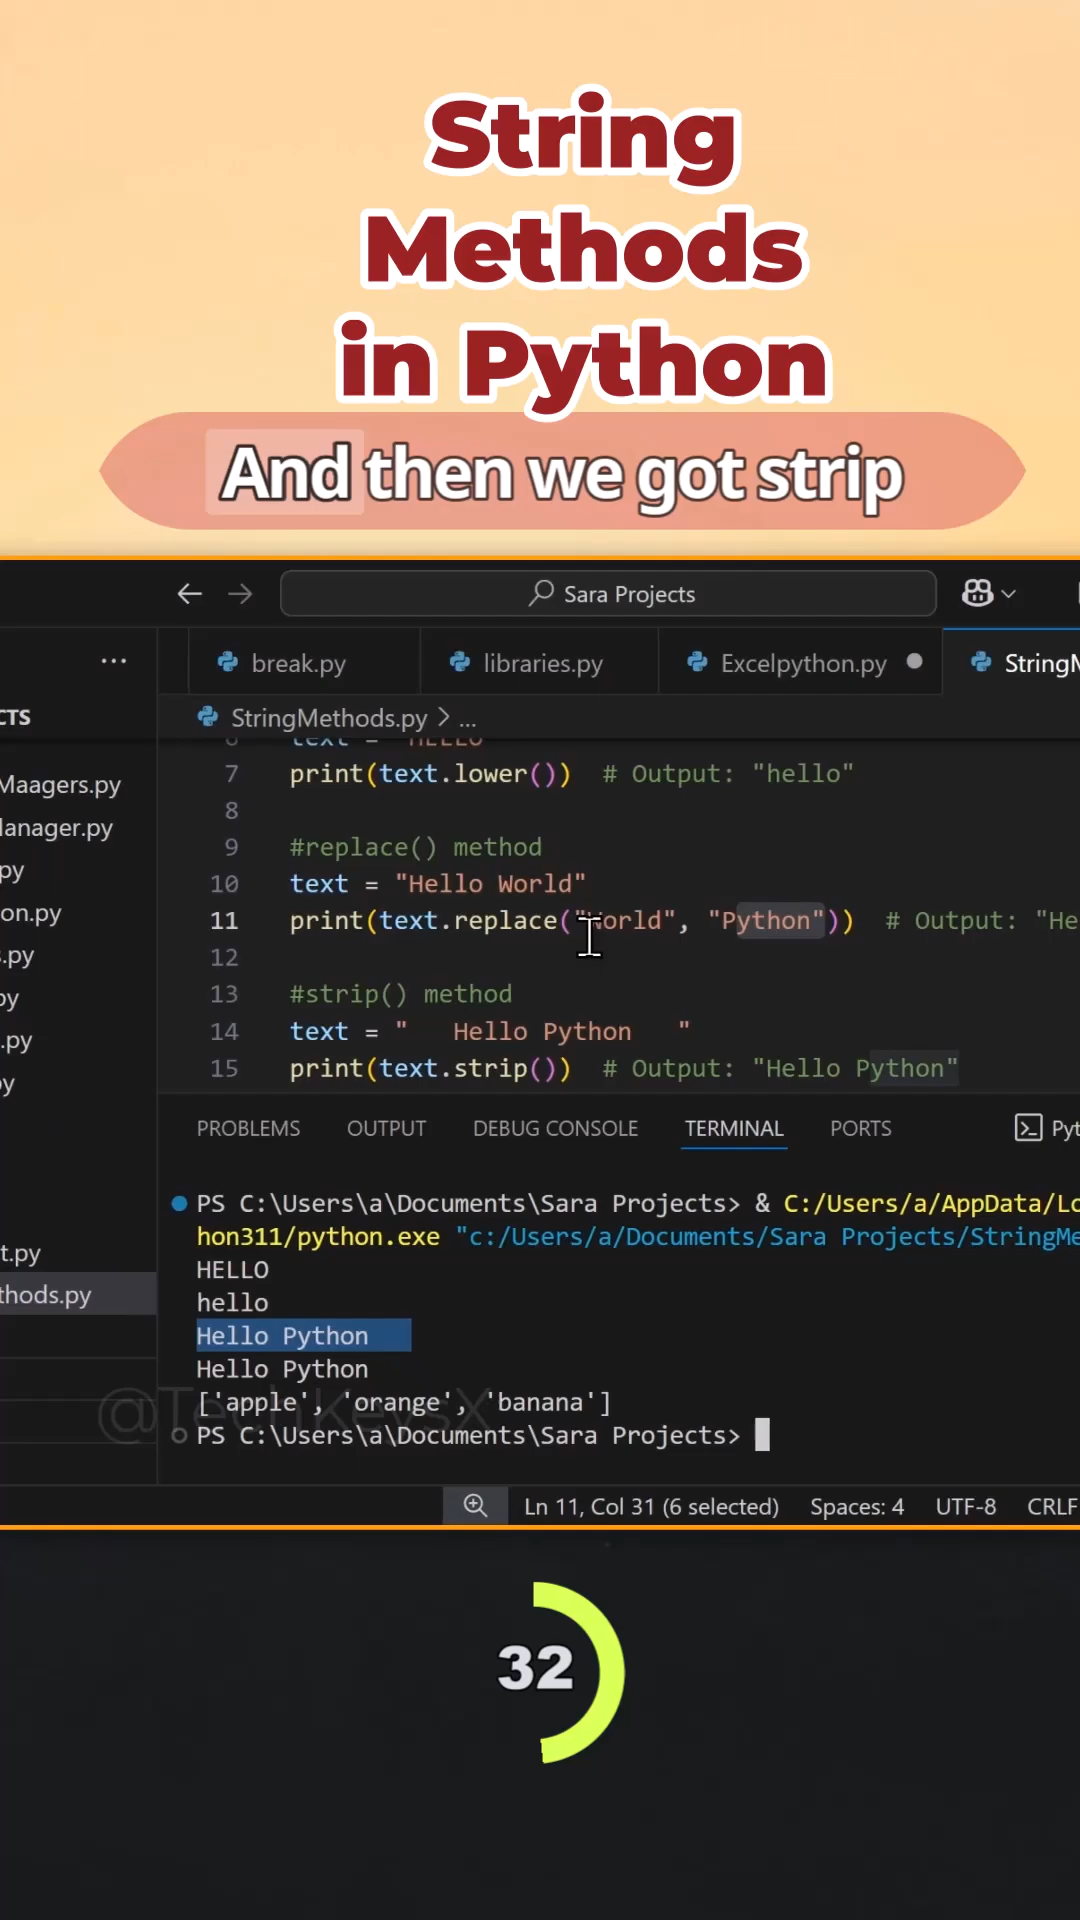 String
Methods
in Python
And then we got strip
Sara Projects
break.py
libraries.py
Excelpython.py
StringM
CTS
StringMethods.py > ...
Maagers.py
anager.py
py
on.py
s.py
py
.py
y
t.py
thods.py
6 text = "HELLO"
7 print(text.lower()) # Output: "hello"
8
9 #replace() method
10 text = "Hello World"
11 print(text.replace("World", "Python")) # Output: "He
12
13 #strip() method
14 text = "   Hello Python   "
15 print(text.strip()) # Output: "Hello Python"
PROBLEMS OUTPUT DEBUG CONSOLE TERMINAL PORTS Pyt
PS C:\Users\a\Documents\Sara Projects> & C:/Users/a/AppData/Lo
hon311/python.exe "c:/Users/a/Documents/Sara Projects/StringMe
HELLO
hello
Hello Python
Hello Python
['apple', 'orange', 'banana']
@TechKeysX
PS C:\Users\a\Documents\Sara Projects>
Ln 11, Col 31 (6 selected) Spaces: 4 UTF-8 CRLF
32